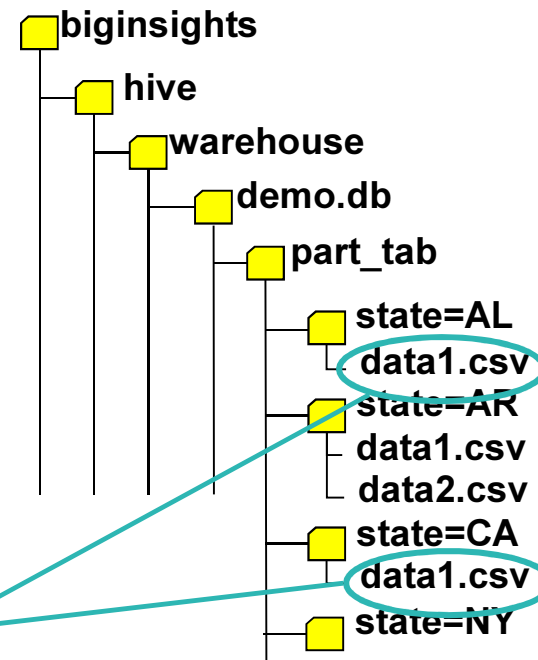 biginsights
hive
warehouse
demo.db
part_tab
state=AL
data1.csv
state=AR
data1.csv
data2.csv
state=CA
data1.csv
state=NY